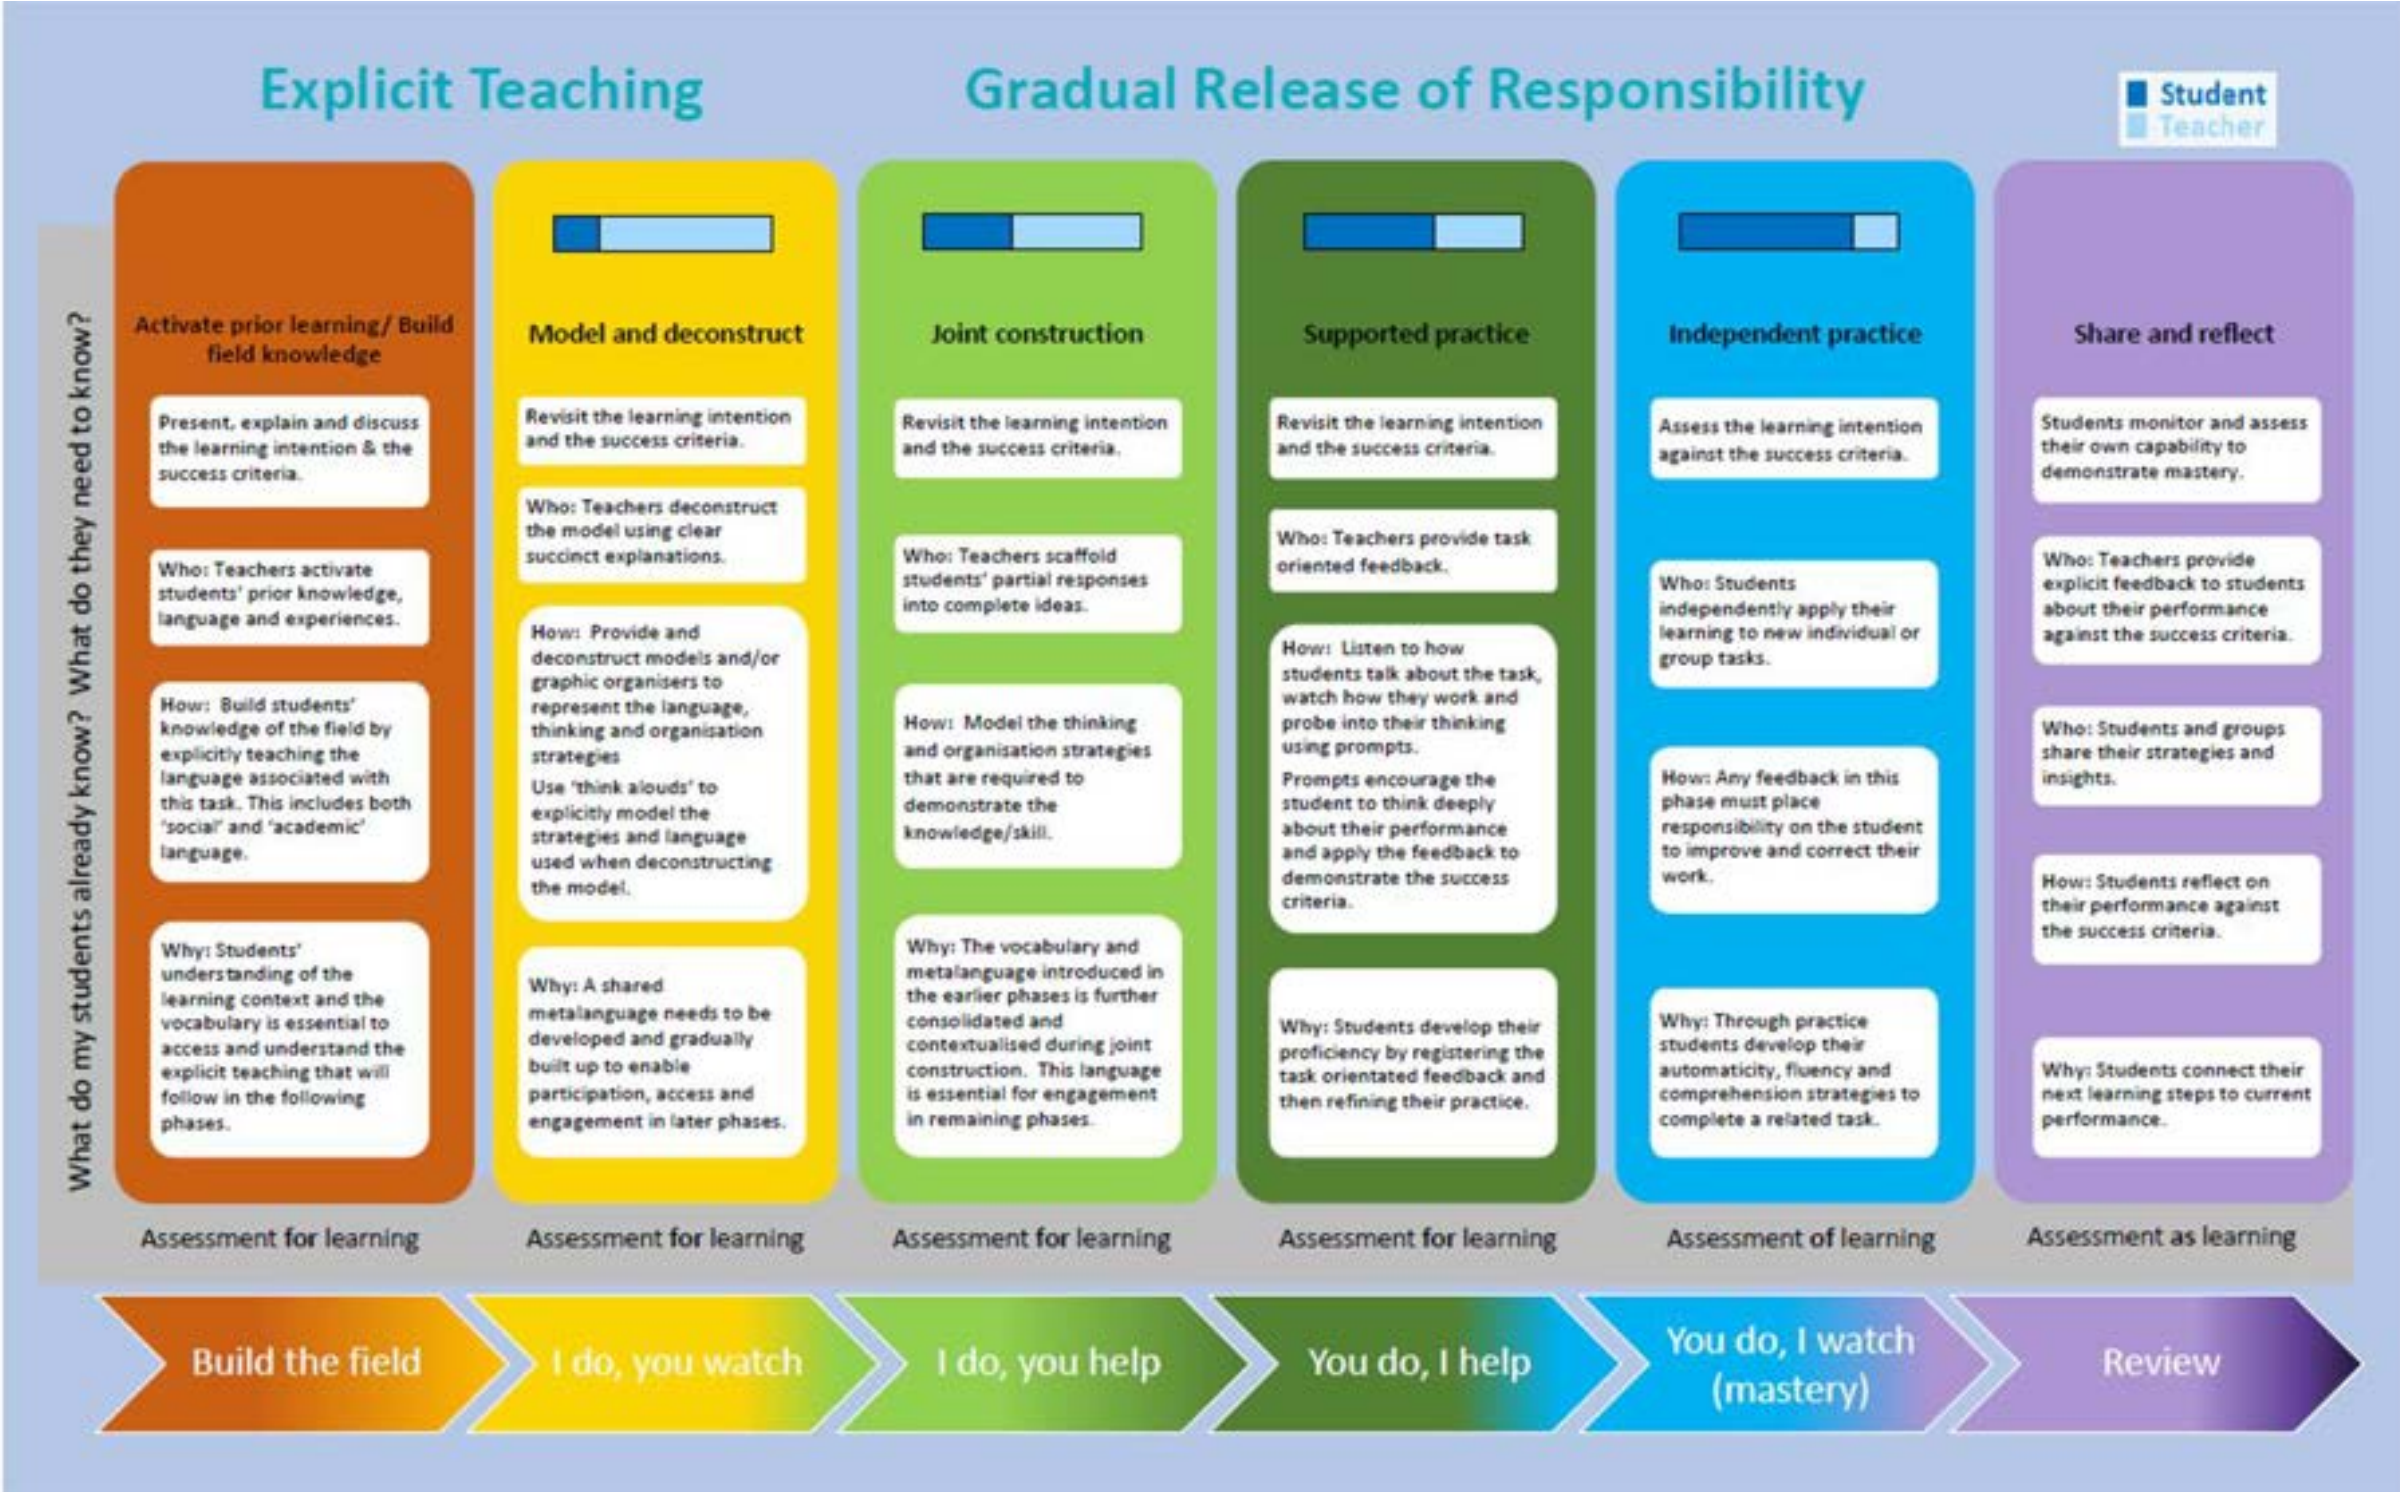 Explicit Teaching
Gradual Release of Responsibility
Student
Teacher
What do my students already know? What do they need to know?
Activate prior learning/ Build
field knowledge
Present, explain and discuss
the learning intention & the
success criteria.
Who: Teachers activate
students' prior knowledge,
language and experiences.
How: Build students'
knowledge of the field by
explicitly teaching the
language associated with
this task. This includes both
'social' and 'academic'
language.
Why: Students'
understanding of the
learning context and the
vocabulary is essential to
access and understand the
explicit teaching that will
follow in the following
phases.
Assessment for learning
Model and deconstruct
Revisit the learning intention
and the success criteria.
Who: Teachers deconstruct
the model using clear
succinct explanations.
How: Provide and
deconstruct models and/or
graphic organisers to
represent the language,
thinking and organisation
strategies
Use 'think alouds' to
explicitly model the
strategies and language
used when deconstructing
the model.
Why: A shared
metalanguage needs to be
developed and gradually
built up to enable
participation, access and
engagement in later phases.
Assessment for learning
Joint construction
Revisit the learning intention
and the success criteria.
Who: Teachers scaffold
students' partial responses
into complete ideas.
How: Model the thinking
and organisation strategies
that are required to
demonstrate the
knowledge/skill.
Why: The vocabulary and
metalanguage introduced in
the earlier phases is further
consolidated and
contextualised during joint
construction. This language
is essential for engagement
in remaining phases.
Assessment for learning
Supported practice
Revisit the learning intention
and the success criteria.
Who: Teachers provide task
oriented feedback.
How: Listen to how
students talk about the task,
watch how they work and
probe into their thinking
using prompts.
Prompts encourage the
student to think deeply
about their performance
and apply the feedback to
demonstrate the success
criteria.
Why: Students develop their
proficiency by registering the
task orientated feedback and
then refining their practice.
Assessment for learning
Independent practice
Assess the learning intention
against the success criteria.
Who: Students
independently apply their
learning to new individual or
group tasks.
How: Any feedback in this
phase must place
responsibility on the student
to improve and correct their
work.
Why: Through practice
students develop their
automaticity, fluency and
comprehension strategies to
complete a related task.
Assessment of learning
Share and reflect
Students monitor and assess
their own capability to
demonstrate mastery.
Who: Teachers provide
explicit feedback to students
about their performance
against the success criteria.
Who: Students and groups
share their strategies and
insights.
How: Students reflect on
their performance against
the success criteria.
Why: Students connect their
next learning steps to current
performance.
Assessment as learning
Build the field
I do, you watch
I do, you help
You do, I help
You do, I watch
(mastery)
Review